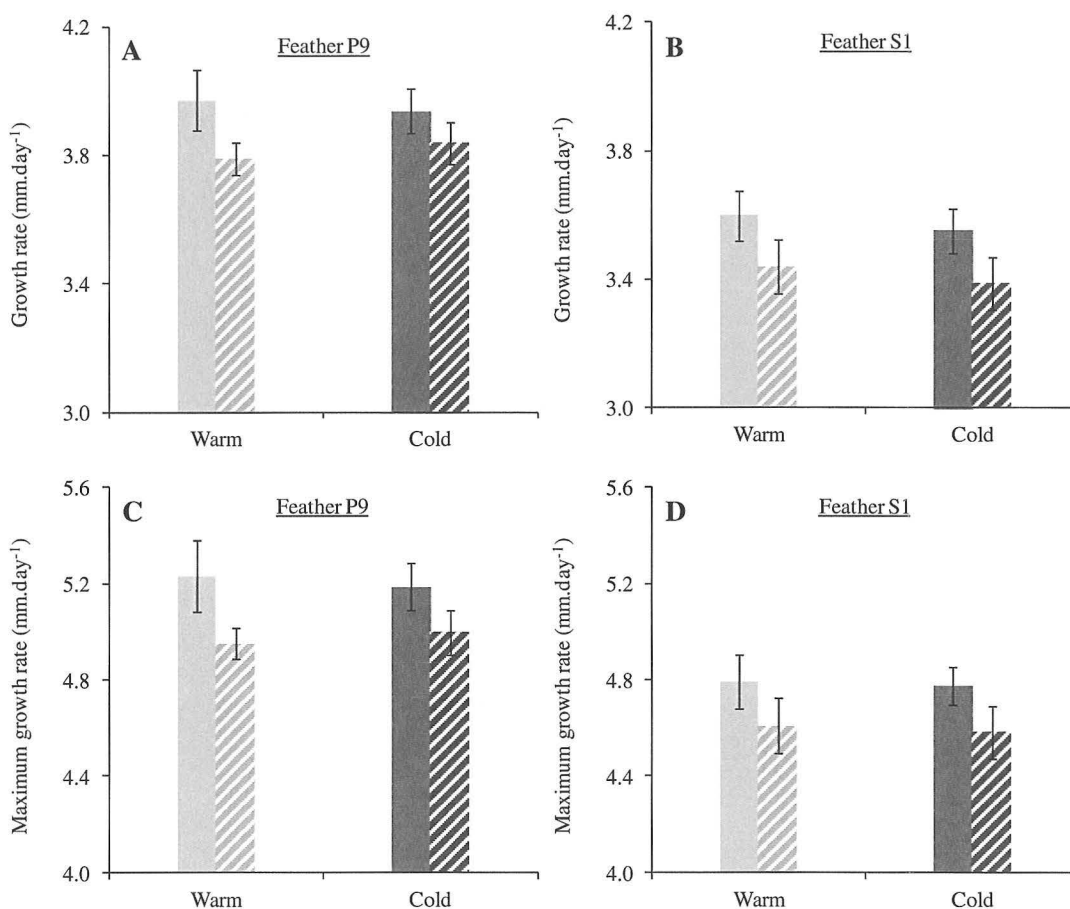 A
Feather P9
4.2
3.8
3.4
3.0
Growth rate (mm.day-1)
Warm
Cold
B
Feather S1
4.2
3.8
3.4
3.0
Growth rate (mm.day-1)
Warm
Cold
C
Feather P9
5.6
5.2
4.8
4.4
4.0
Maximum growth rate (mm.day-1)
Warm
Cold
D
Feather S1
5.6
5.2
4.8
4.4
4.0
Maximum growth rate (mm.day-1)
Warm
Cold